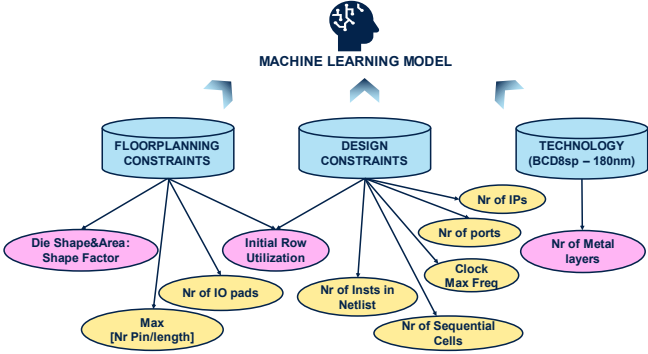 MACHINE LEARNING MODEL
FLOORPLANNING
CONSTRAINTS
DESIGN
CONSTRAINTS
TECHNOLOGY
(BCD8sp – 180nm)
Nr of IPs
Nr of ports
Die Shape&Area:
Shape Factor
Initial Row
Utilization
Nr of Metal
layers
Clock
Max Freq
Nr of IO pads
Nr of Insts in
Netlist
Max
[Nr Pin/length]
Nr of Sequential
Cells